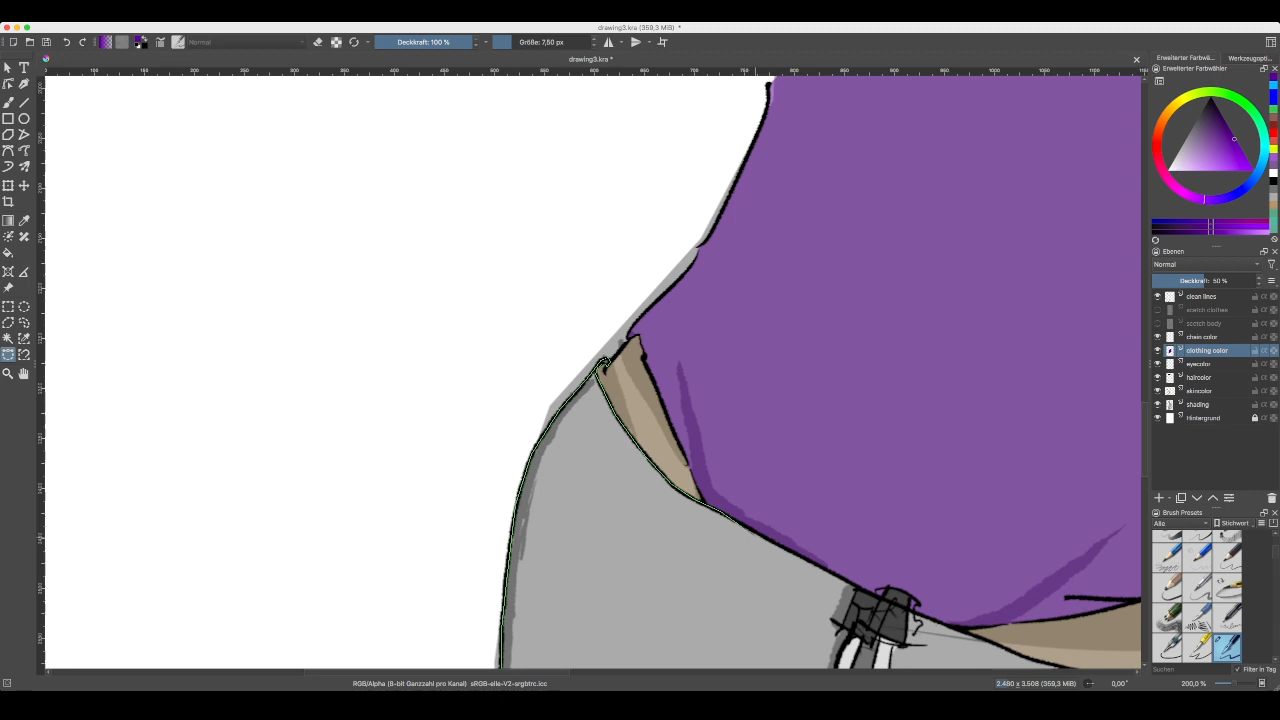 drawing3.kra (359,3 MiB) *
Normal
Deckkraft: 100 %
Größe: 7,50 px
drawing3.kra *
Erweiterter Farbwä...
Werkzeugopti...
Erweiterter Farbwähler
Ebenen
Normal
Deckkraft: 50 %
clean lines
scetch clothes
scetch body
chain color
clothing color
eyecolor
haircolor
skincolor
shading
Hintergrund
Brush Presets
Alle
Stichwort
Suchen
Filter in Tag
RGB/Alpha (8-bit Ganzzahl pro Kanal) sRGB-elle-V2-srgbtrc.icc
2.480 x 3.508 (359,3 MiB)
0,00°
200,0 %